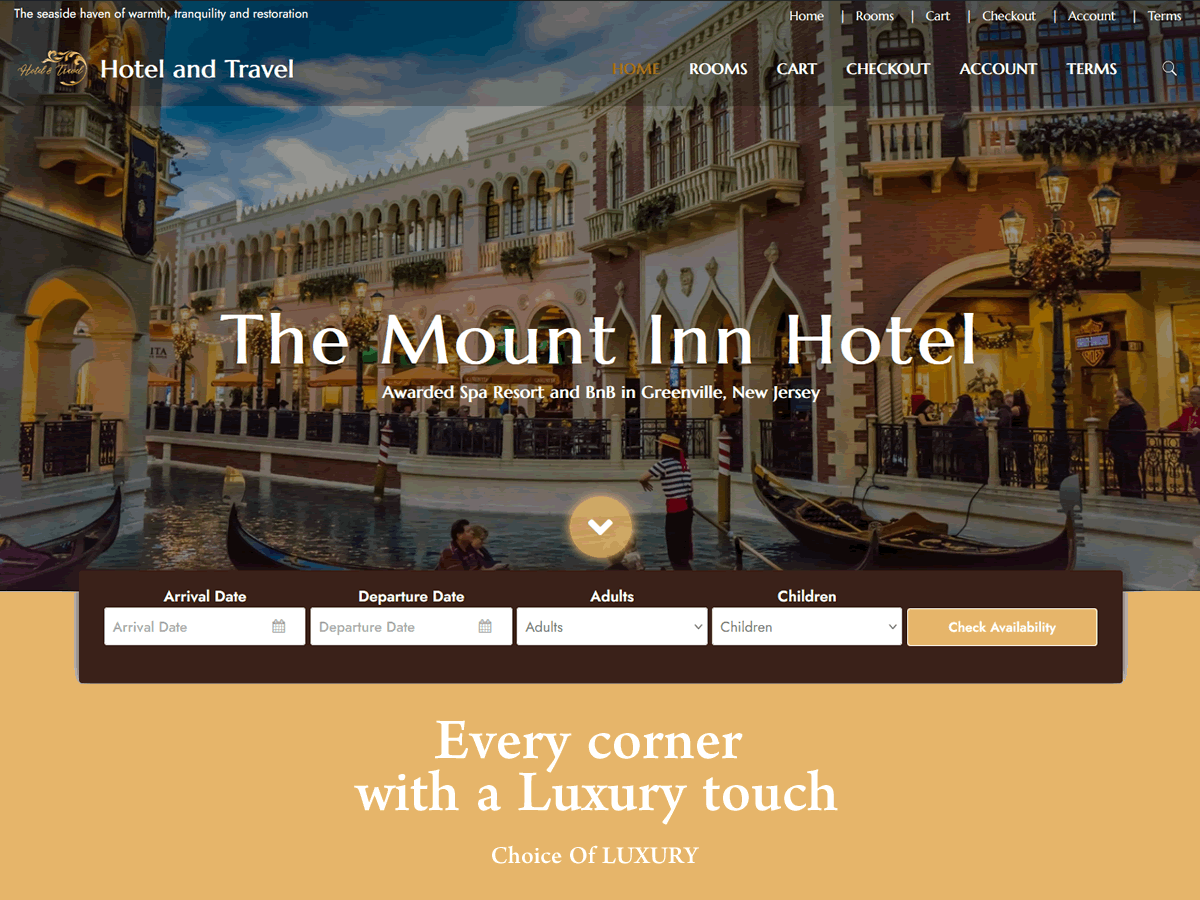 The seaside haven of warmth, tranquility and restoration
Home | Rooms | Cart | Checkout | Account | Terms
Hotel & Travel
Hotel and Travel
HOME ROOMS CART CHECKOUT ACCOUNT TERMS
The Mount Inn Hotel
Awarded Spa Resort and BnB in Greenville, New Jersey
Arrival Date Departure Date Adults Children
Arrival Date Departure Date Adults Children Check Availability
Every corner
with a Luxury touch
Choice Of LUXURY